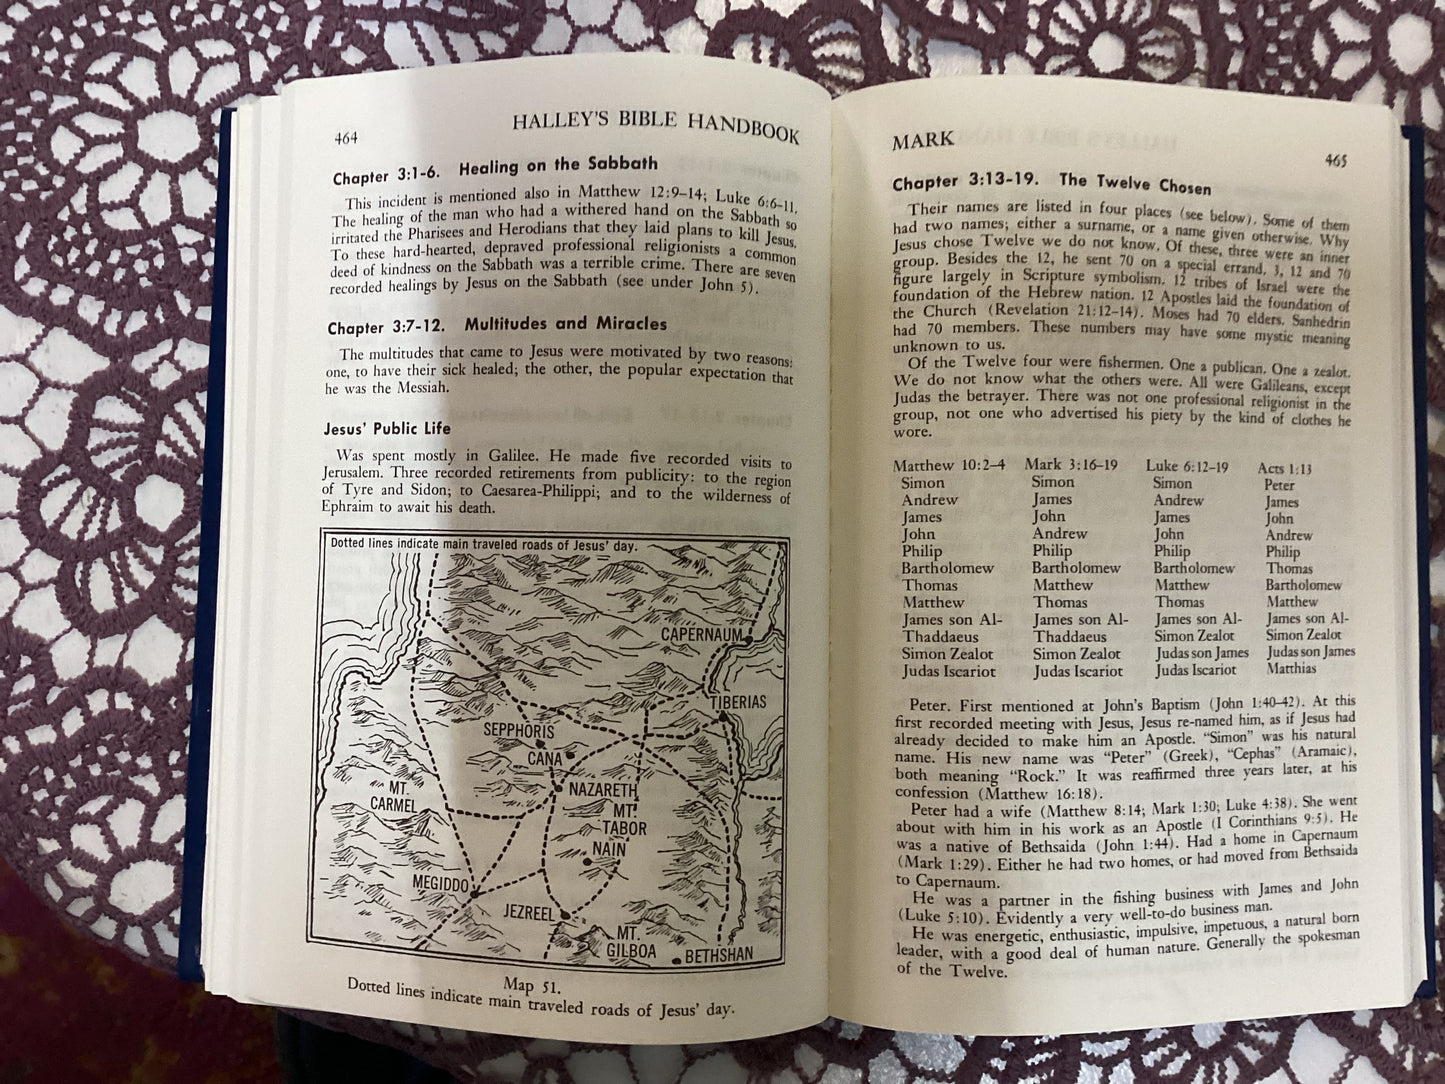 464
HALLEY'S BIBLE HANDBOOK
Chapter 3:1-6. Healing on the Sabbath
This incident is mentioned also in Matthew 12:9-14; Luke 6:6-11.
The healing of the man who had a withered hand on the Sabbath so
irritated the Pharisees and Herodians that they laid plans to kill Jesus.
To these hard-hearted, depraved professional religionists a common
deed of kindness on the Sabbath was a terrible crime. There are seven
recorded healings by Jesus on the Sabbath (see under John 5).
Chapter 3:7-12. Multitudes and Miracles
The multitudes that came to Jesus were motivated by two reasons:
one, to have their sick healed; the other, the popular expectation that
he was the Messiah.
Jesus' Public Life
Was spent mostly in Galilee. He made five recorded visits to
Jerusalem. Three recorded retirements from publicity: to the region
of Tyre and Sidon; to Caesarea-Philippi; and to the wilderness of
Ephraim to await his death.
Dotted lines indicate main traveled roads of Jesus' day.
CAPERNAUM
TIBERIAS
SEPPHORIS
CANA
MT.
CARMEL
NAZARETH
MT.
TABOR
NAIN
MEGIDDO
JEZREEL
MT.
GILBOA
BETHSHAN
Map 51.
Dotted lines indicate main traveled roads of Jesus' day.
MARK
465
Chapter 3:13-19. The Twelve Chosen
Their names are listed in four places (see below). Some of them
had two names; either a surname, or a name given otherwise. Why
Jesus chose Twelve we do not know. Of these, three were an inner
group. Besides the 12, he sent 70 on a special errand. 3, 12 and 70
figure largely in Scripture symbolism. 12 tribes of Israel were the
foundation of the Hebrew nation. 12 Apostles laid the foundation of
the Church (Revelation 21:12-14). Moses had 70 elders. Sanhedrin
had 70 members. These numbers may have some mystic meaning
unknown to us.
Of the Twelve four were fishermen. One a publican. One a zealot.
We do not know what the others were. All were Galileans, except
Judas the betrayer. There was not one professional religionist in the
group, not one who advertised his piety by the kind of clothes he
wore.
Matthew 10:2-4 Mark 3:16-19 Luke 6:12-19 Acts 1:13
Simon Simon Simon Peter
Andrew James Andrew James
James John James John
John Andrew John Andrew
Philip Philip Philip Philip
Bartholomew Bartholomew Bartholomew Thomas
Thomas Matthew Matthew Bartholomew
Matthew Thomas Thomas Matthew
James son Al- James son Al- James son Al- James son Al-
Thaddaeus Thaddaeus Simon Zealot Simon Zealot
Simon Zealot Simon Zealot Judas son James Judas son James
Judas Iscariot Judas Iscariot Judas Iscariot Matthias
Peter. First mentioned at John's Baptism (John 1:40-42). At this
first recorded meeting with Jesus, Jesus re-named him, as if Jesus had
already decided to make him an Apostle. "Simon" was his natural
name. His new name was "Peter" (Greek), "Cephas" (Aramaic),
both meaning "Rock." It was reaffirmed three years later, at his
confession (Matthew 16:18).
Peter had a wife (Matthew 8:14; Mark 1:30; Luke 4:38). She went
about with him in his work as an Apostle (I Corinthians 9:5). He
was a native of Bethsaida (John 1:44). Had a home in Capernaum
(Mark 1:29). Either he had two homes, or had moved from Bethsaida
to Capernaum.
He was a partner in the fishing business with James and John
(Luke 5:10). Evidently a very well-to-do business man.
He was energetic, enthusiastic, impulsive, impetuous, a natural born
leader, with a good deal of human nature. Generally the spokesman
of the Twelve.